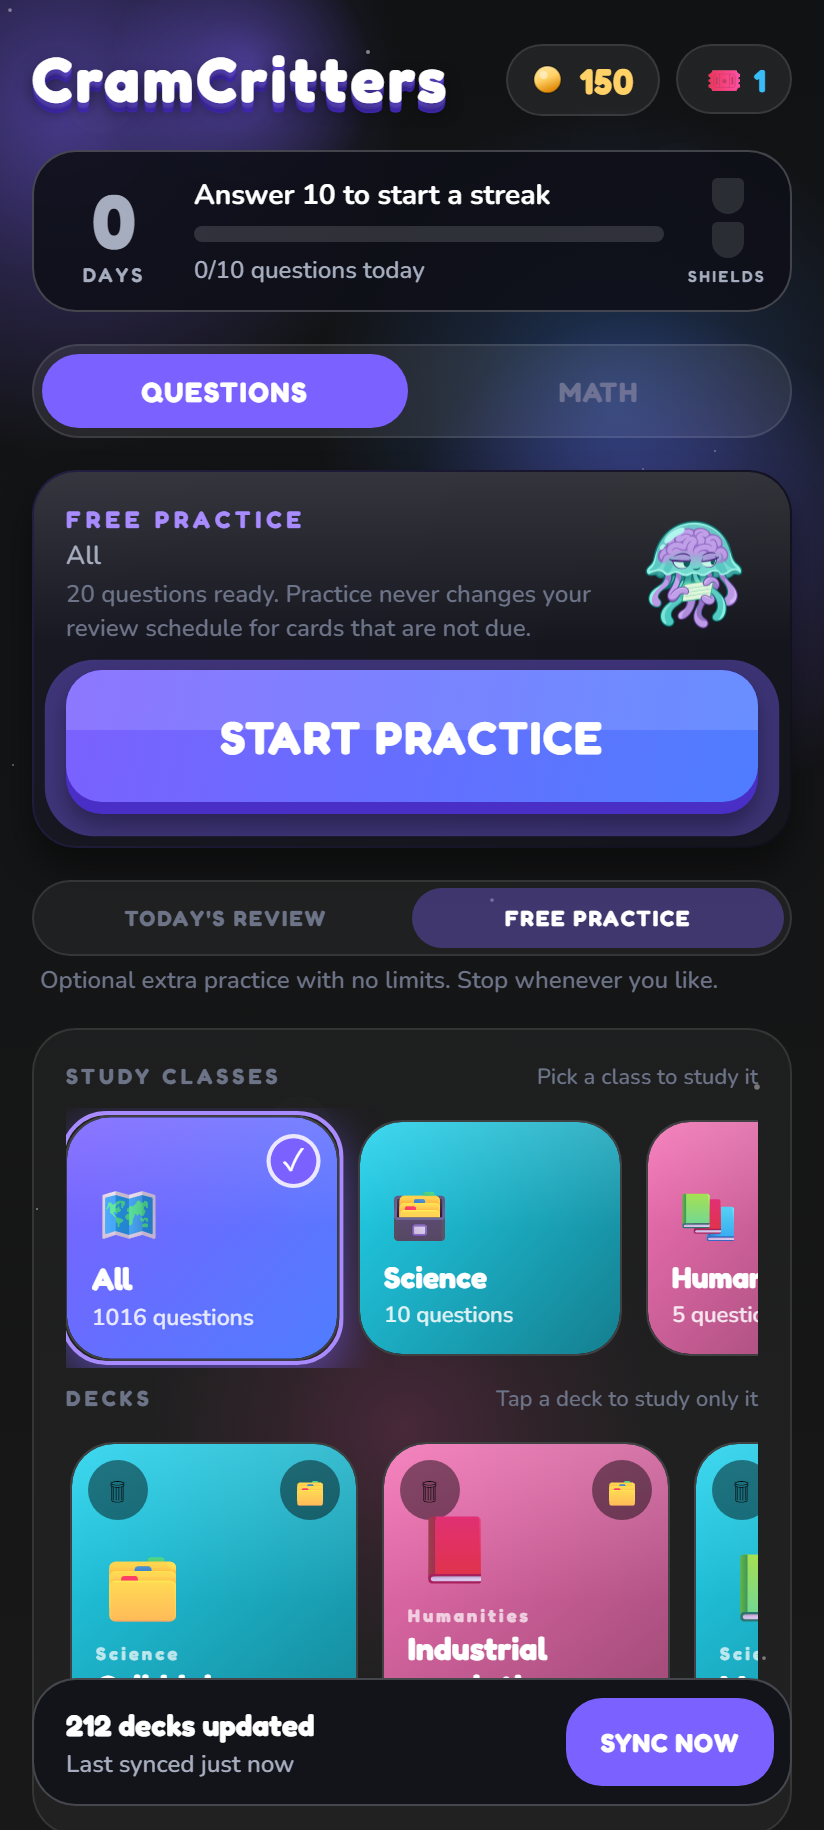 CramCritters
150
1
0
DAYS
Answer 10 to start a streak
0/10 questions today
SHIELDS
QUESTIONS
MATH
FREE PRACTICE
All
20 questions ready. Practice never changes your
review schedule for cards that are not due.
START PRACTICE
TODAY'S REVIEW
FREE PRACTICE
Optional extra practice with no limits. Stop whenever you like.
STUDY CLASSES
Pick a class to study it
All
1016 questions
Science
10 questions
5
DECKS
Tap a deck to study only it
Science
Humanities
Industrial
212 decks updated
Last synced just now
SYNC NOW